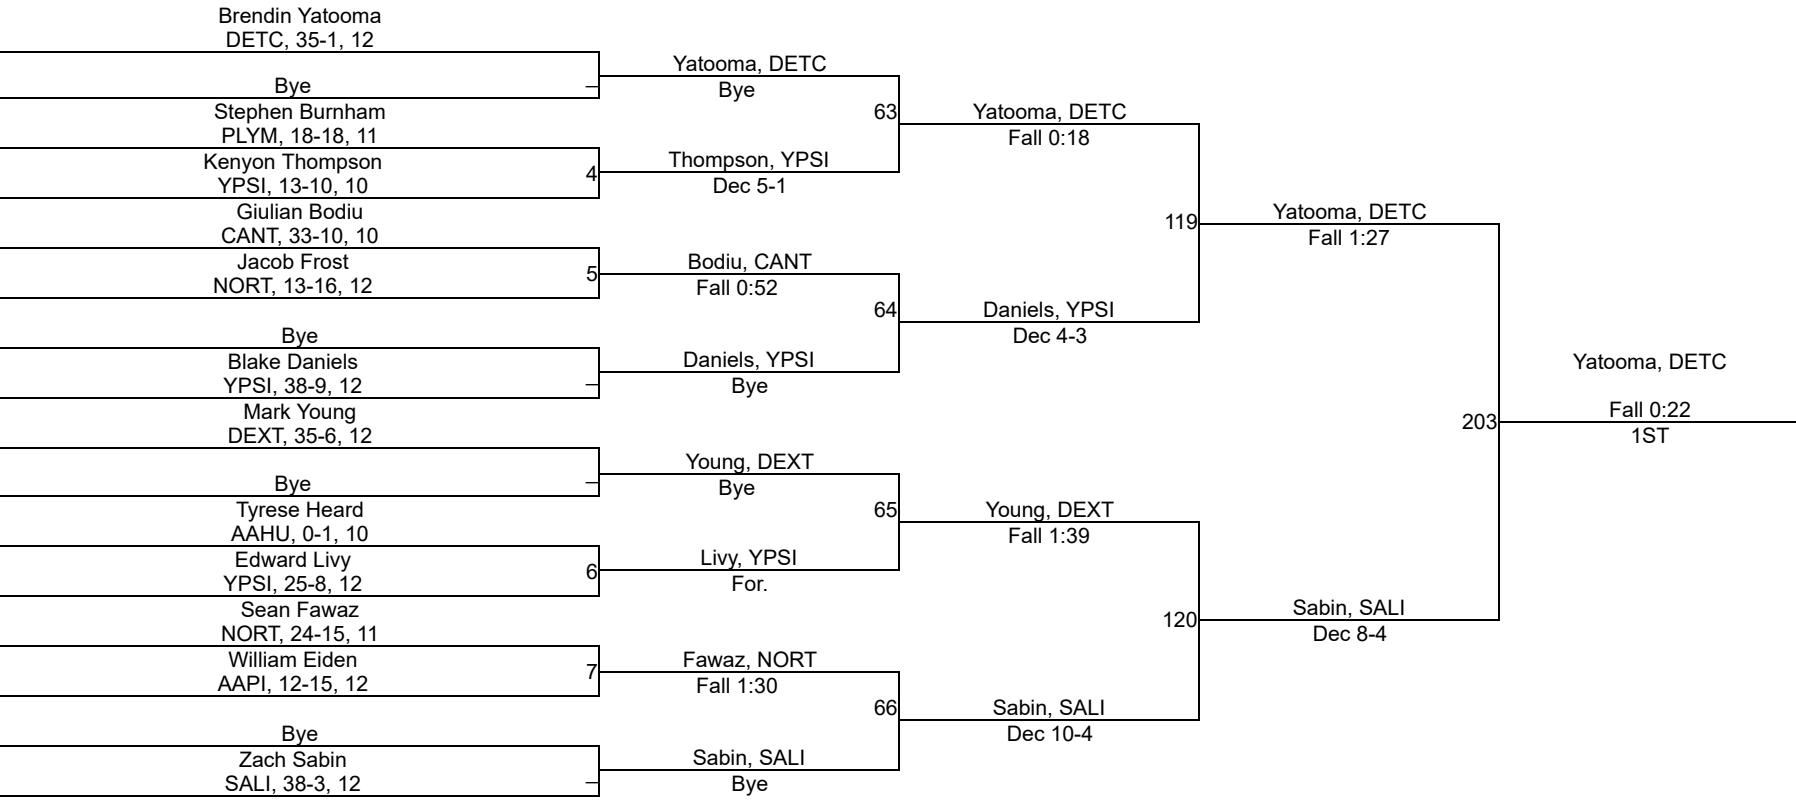 Brendin Yatooma
DETC, 35-1, 12
Bye
–
Stephen Burnham
PLYM, 18-18, 11
Kenyon Thompson
YPSI, 13-10, 10
4
Giulian Bodiu
CANT, 33-10, 10
Jacob Frost
NORT, 13-16, 12
5
Bye
Blake Daniels
YPSI, 38-9, 12
–
Mark Young
DEXT, 35-6, 12
Bye
–
Tyrese Heard
AAHU, 0-1, 10
Edward Livy
YPSI, 25-8, 12
6
Sean Fawaz
NORT, 24-15, 11
William Eiden
AAPI, 12-15, 12
7
Bye
Zach Sabin
SALI, 38-3, 12
–
Yatooma, DETC
Bye
63
Thompson, YPSI
Dec 5-1
Bodiu, CANT
Fall 0:52
64
Daniels, YPSI
Bye
Young, DEXT
Bye
65
Livy, YPSI
For.
Fawaz, NORT
Fall 1:30
66
Sabin, SALI
Bye
Yatooma, DETC
Fall 0:18
119
Daniels, YPSI
Dec 4-3
Young, DEXT
Fall 1:39
120
Sabin, SALI
Dec 10-4
Yatooma, DETC
Fall 1:27
203
Sabin, SALI
Dec 8-4
Yatooma, DETC
Fall 0:22
1ST